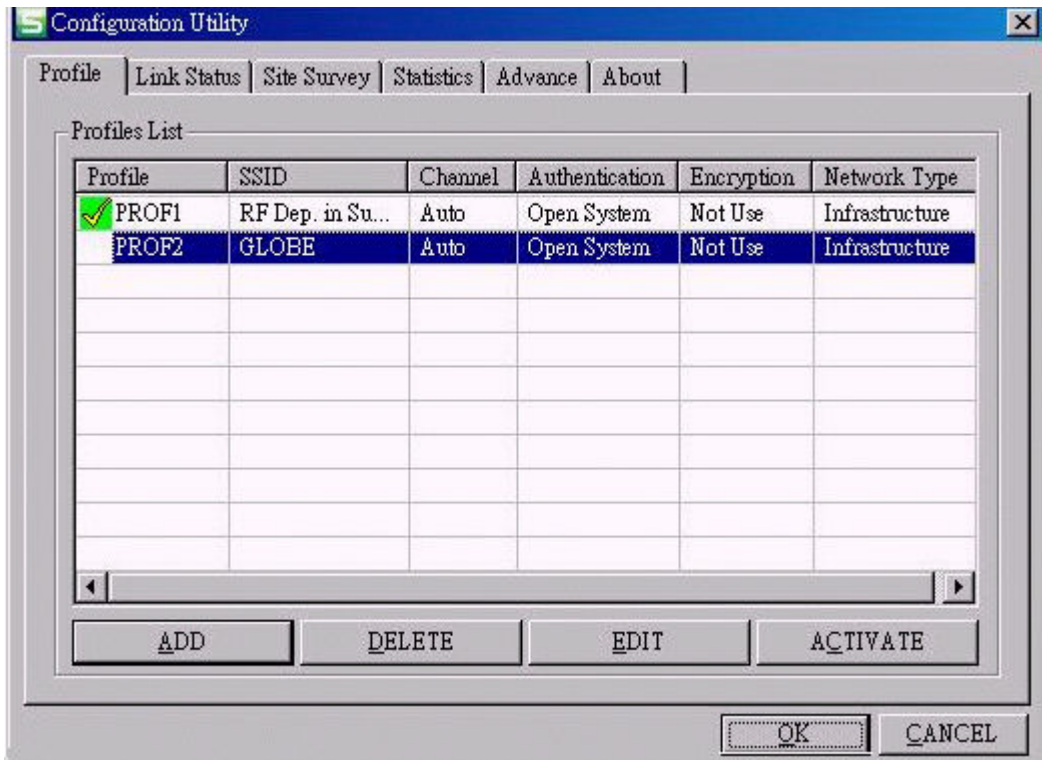 Configuration Utility
Profile Link Status Site Survey Statistics Advance About
Profiles List
Profile SSID Channel Authentication Encryption Network Type
PROF1 RF Dep. in Su... Auto Open System Not Use Infrastructure
PROF2 GLOBE Auto Open System Not Use Infrastructure
ADD DELETE EDIT ACTIVATE
OK CANCEL